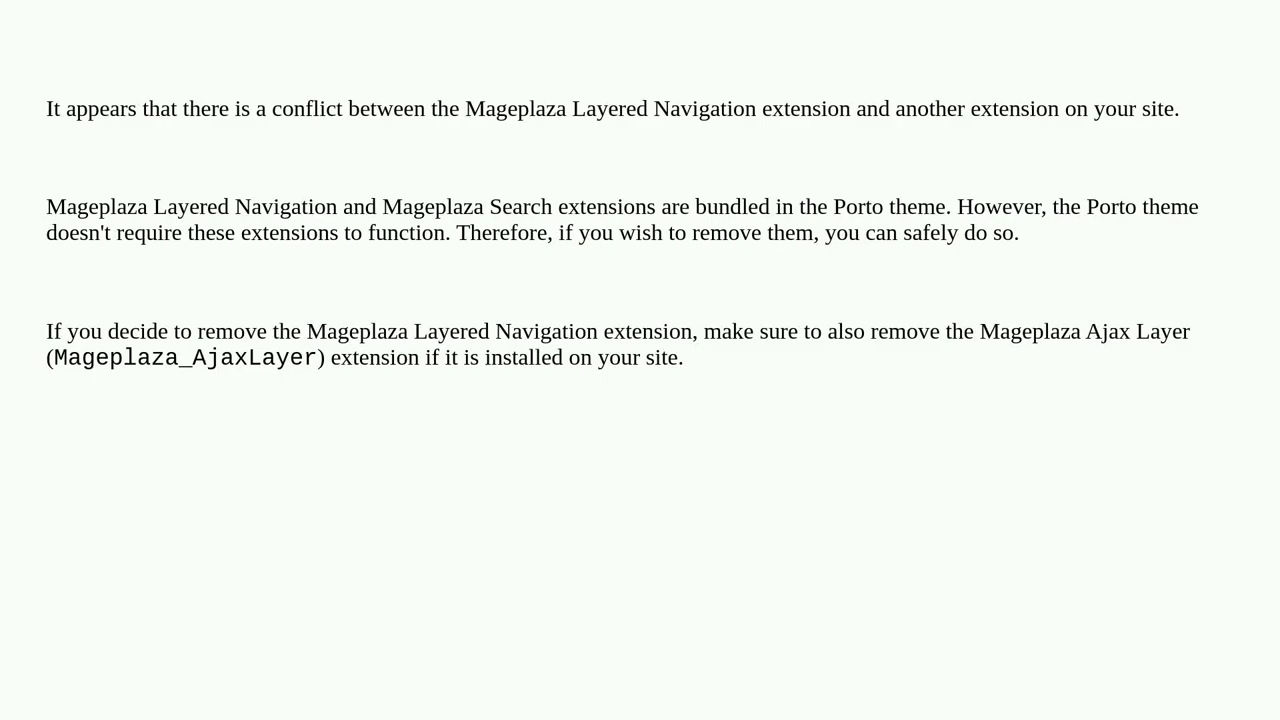 It appears that there is a conflict between the Mageplaza Layered Navigation extension and another extension on your site.
Mageplaza Layered Navigation and Mageplaza Search extensions are bundled in the Porto theme. However, the Porto theme
doesn't require these extensions to function. Therefore, if you wish to remove them, you can safely do so.
If you decide to remove the Mageplaza Layered Navigation extension, make sure to also remove the Mageplaza Ajax Layer
(Mageplaza_AjaxLayer) extension if it is installed on your site.